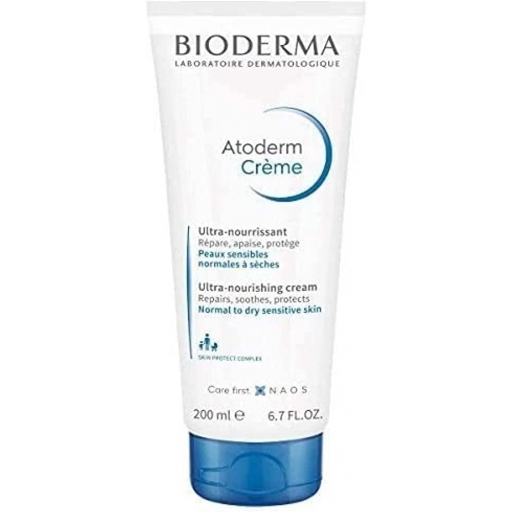 BIODERMA
LABORATOIRE DERMATOLOGIQUE
Atoderm
Crème
Ultra-nourrissant
Répare, apaise, protège
Peaux sensibles
normales à sèches
Ultra-nourishing cream
Repairs, soothes, protects
Normal to dry sensitive skin
SKIN PROTECT COMPLEX
Care first NAOS
200 ml ℮ 6.7 FL.OZ.